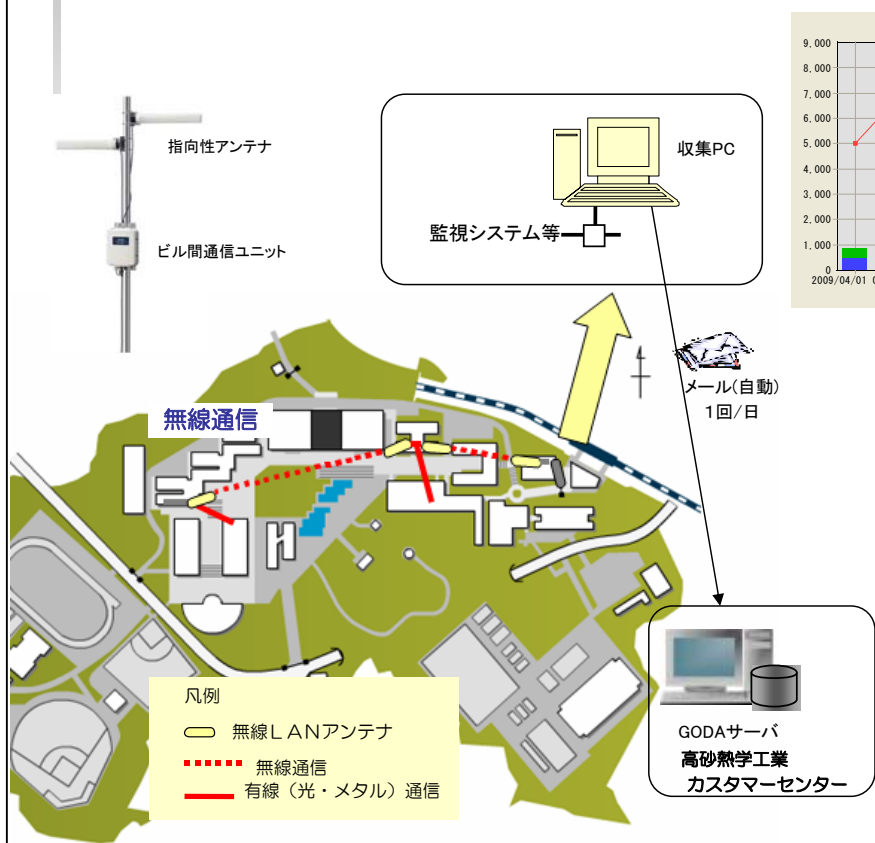 指向性アンテナ
ビル間通信ユニット
収集PC
監視システム等
9,000
8,000
7,000
6,000
5,000
4,000
3,000
2,000
1,000
0
2009/04/01
メール(自動)
1回/日
無線通信
凡例
無線LANアンテナ
無線通信
有線(光・メタル)通信
GODAサーバ
高砂熱学工業
カスタマーセンター